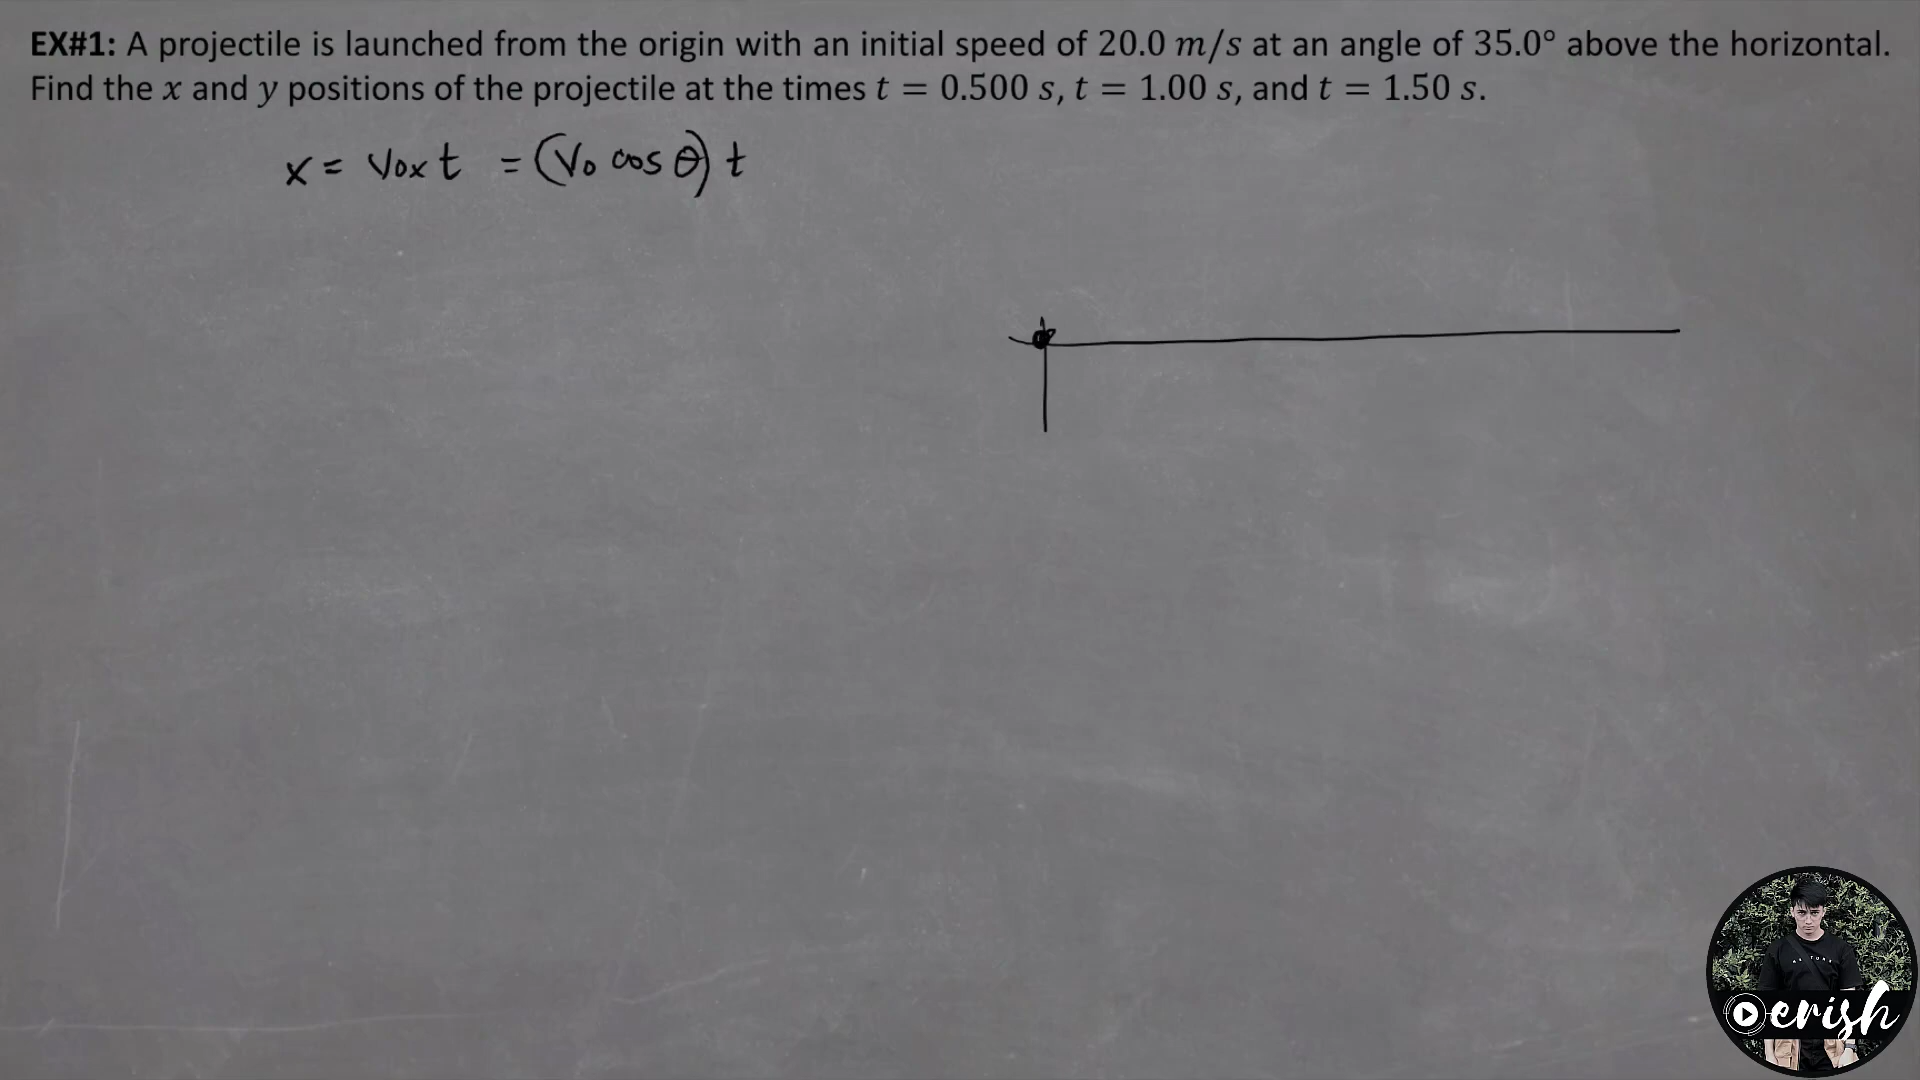 EX#1: A projectile is launched from the origin with an initial speed of 20.0 m/s at an angle of 35.0° above the horizontal.
Find the x and y positions of the projectile at the times t = 0.500 s, t = 1.00 s, and t = 1.50 s.
x = v₀ₓ t = (v₀ cos θ) t
erish